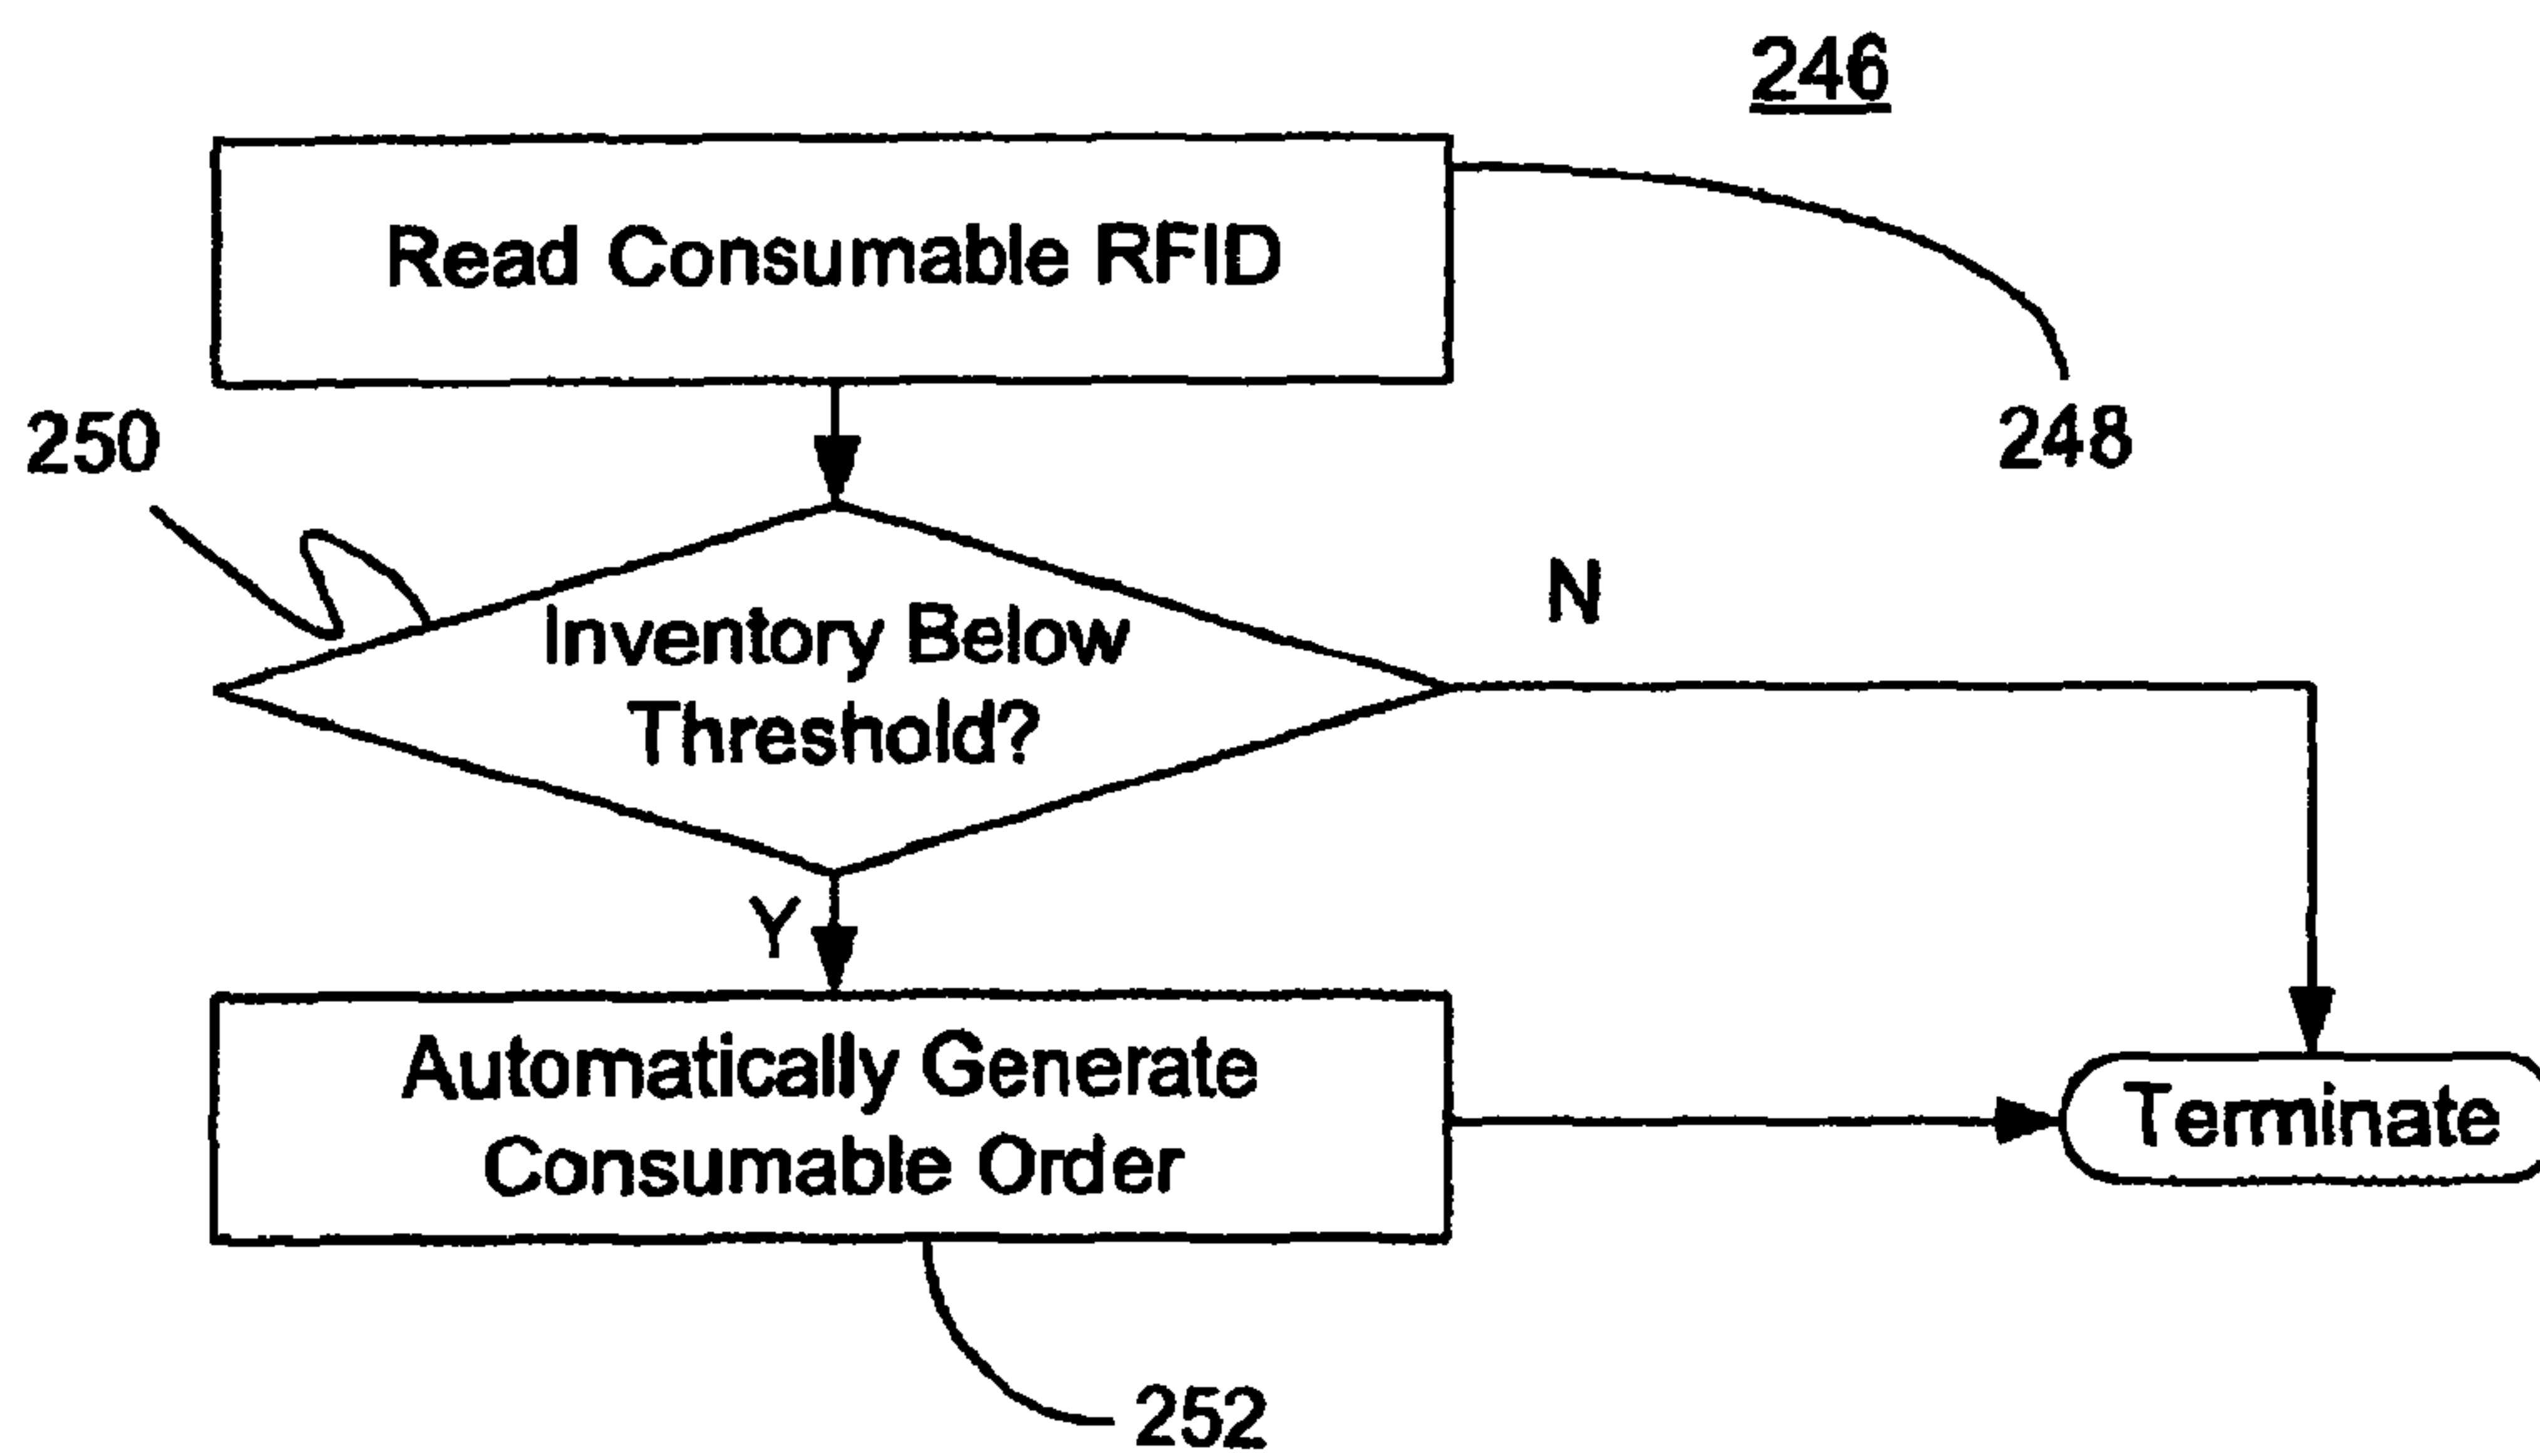 246
Read Consumable RFID
248
250
N
Inventory Below
Threshold?
Y
Automatically Generate
Consumable Order
Terminate
252